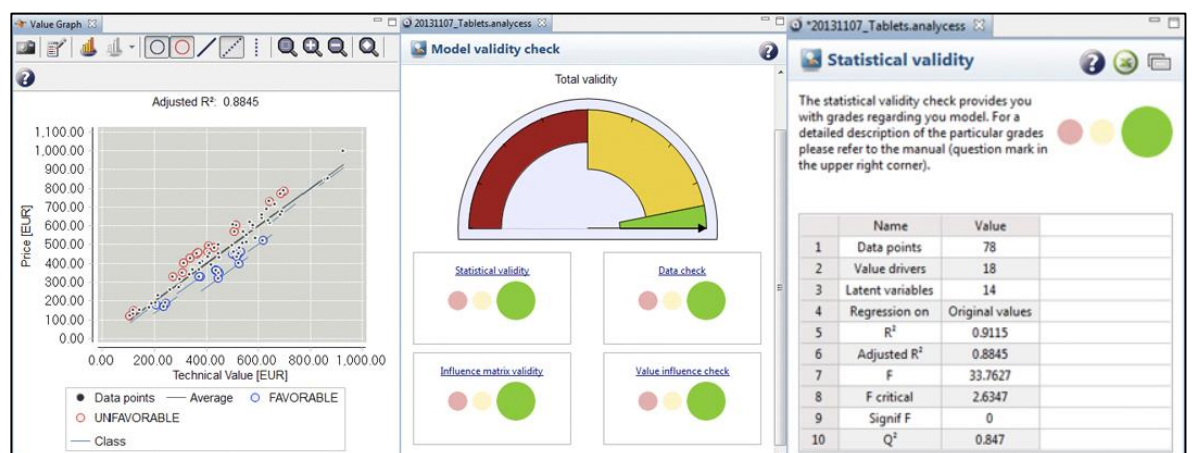 Value Graph
Adjusted R²: 0.8845
1,100.00
1,000.00
900.00
800.00
700.00
600.00
500.00
400.00
300.00
200.00
100.00
0.00
Price [EUR]
0.00 200.00 400.00 600.00 800.00 1,000.00
Technical Value [EUR]
Data points Average FAVORABLE
UNFAVORABLE
Class
20131107_Tablets.analycess
Model validity check
Total validity
Statistical validity Data check
Influence matrix validity Value influence check
*20131107_Tablets.analycess
Statistical validity
The statistical validity check provides you
with grades regarding you model. For a
detailed description of the particular grades
please refer to the manual (question mark in
the upper right corner).
Name Value
1 Data points 78
2 Value drivers 18
3 Latent variables 14
4 Regression on Original values
5 R² 0.9115
6 Adjusted R² 0.8845
7 F 33.7627
8 F critical 2.6347
9 Signif F 0
10 Q² 0.847